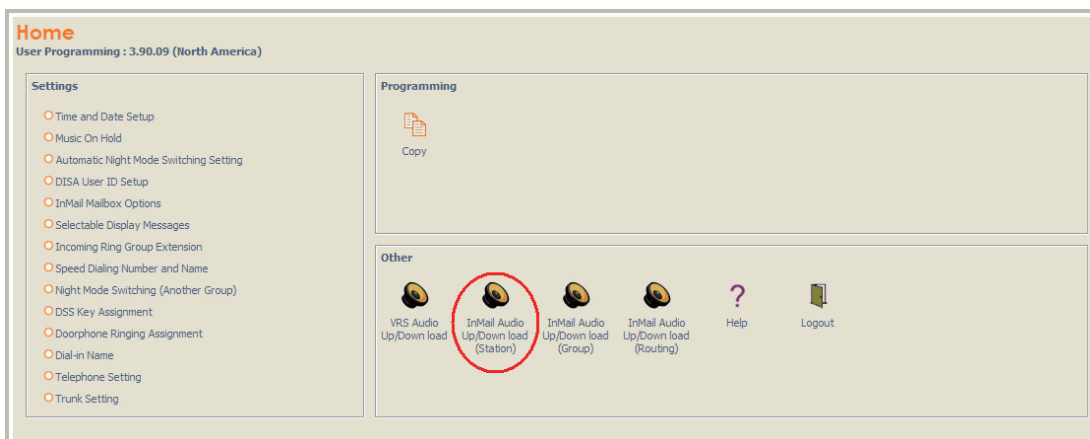 Home
User Programming : 3.90.09 (North America)
Settings
Time and Date Setup
Music On Hold
Automatic Night Mode Switching Setting
DISA User ID Setup
InMail Mailbox Options
Selectable Display Messages
Incoming Ring Group Extension
Speed Dialing Number and Name
Night Mode Switching (Another Group)
DSS Key Assignment
Doorphone Ringing Assignment
Dial-in Name
Telephone Setting
Trunk Setting
Programming
Copy
Other
VRS Audio
Up/Down load
InMail Audio
Up/Down load
(Station)
InMail Audio
Up/Down load
(Group)
InMail Audio
Up/Down load
(Routing)
Help
Logout